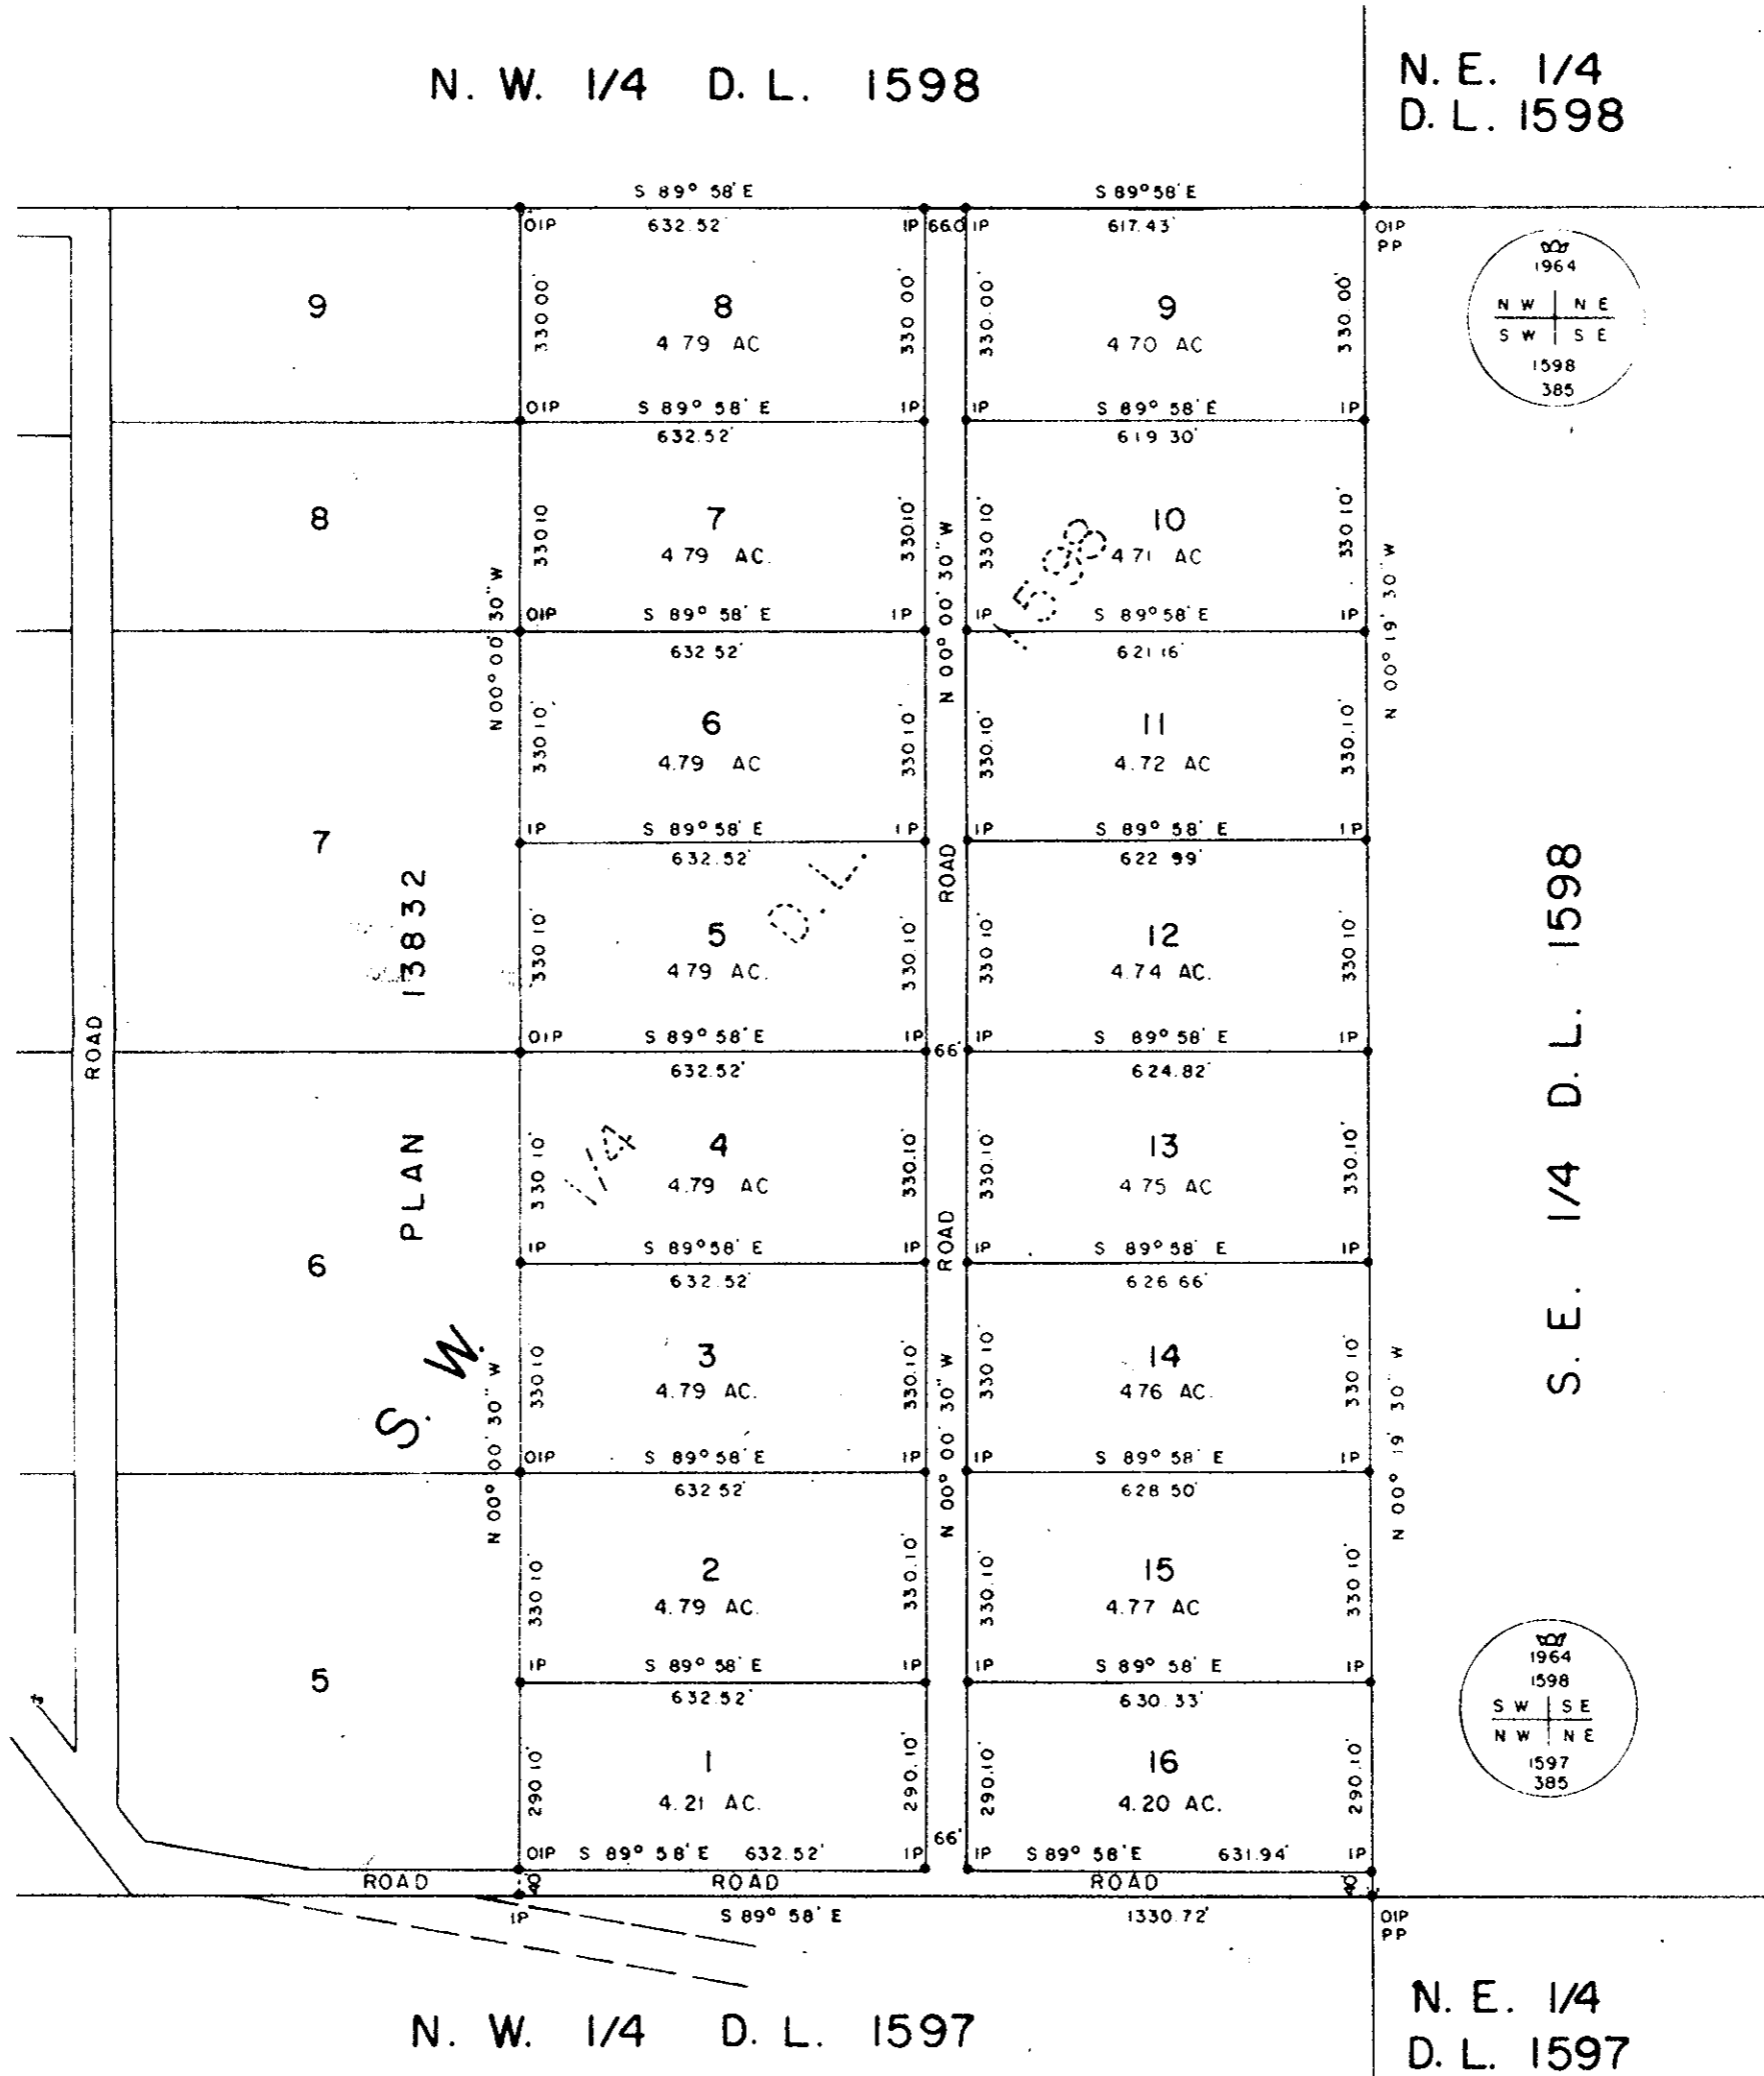 N. W. 1/4 D. L. 1598
N. E. 1/4
D. L. 1598
S 89° 58' E
S 89° 58' E
OIP 632.52' IP 66.0' IP 617.43' OIP
PP
1964
N W N E
S W S E
1598
385
9
330.00'
8
4.79 AC
330.00'
330.00'
9
4.70 AC
330.00'
OIP S 89° 58' E IP IP S 89° 58' E IP
632.52' 619.30'
8
330.10'
7
4.79 AC.
330.10'
330.10'
10
4.71 AC
330.10'
1598
N 00° 00' 30" W
N 00° 00' 30" W
N 00° 19' 30" W
OIP S 89° 58' E IP IP S 89° 58' E IP
632.52' 621.16'
330.10'
6
4.79 AC
330.10'
330.10'
11
4.72 AC
330.10'
IP S 89° 58' E IP IP S 89° 58' E IP
632.52' 622.99'
7
PLAN 13832
330.10'
5
4.79 AC.
D. L.
330.10'
ROAD
330.10'
12
4.74 AC.
330.10'
S. E. 1/4 D. L. 1598
ROAD
OIP S 89° 58' E IP 66' IP S 89° 58' E IP
632.52' 624.82'
6
330.10'
1/4
4
4.79 AC
330.10'
ROAD
330.10'
13
4.75 AC
330.10'
IP S 89° 58' E IP IP S 89° 58' E IP
632.52' 626.66'
S. W.
N 00° 00' 30" W
330.10'
3
4.79 AC.
330.10'
N 00° 00' 30" W
330.10'
14
4.76 AC.
330.10'
N 00° 19' 30" W
OIP S 89° 58' E IP IP S 89° 58' E IP
632.52' 628.50'
5
330.10'
2
4.79 AC.
330.10'
330.10'
15
4.77 AC
330.10'
IP S 89° 58' E IP IP S 89° 58' E IP
632.52' 630.33'
1964
1598
S W S E
N W N E
1597
385
290.10'
1
4.21 AC.
290.10'
290.10'
16
4.20 AC.
290.10'
66'
OIP S 89° 58' E 632.52' IP IP S 89° 58' E 631.94' IP
ROAD ROAD ROAD
IP S 89° 58' E 1330.72' OIP
PP
N. W. 1/4 D. L. 1597
N. E. 1/4
D. L. 1597